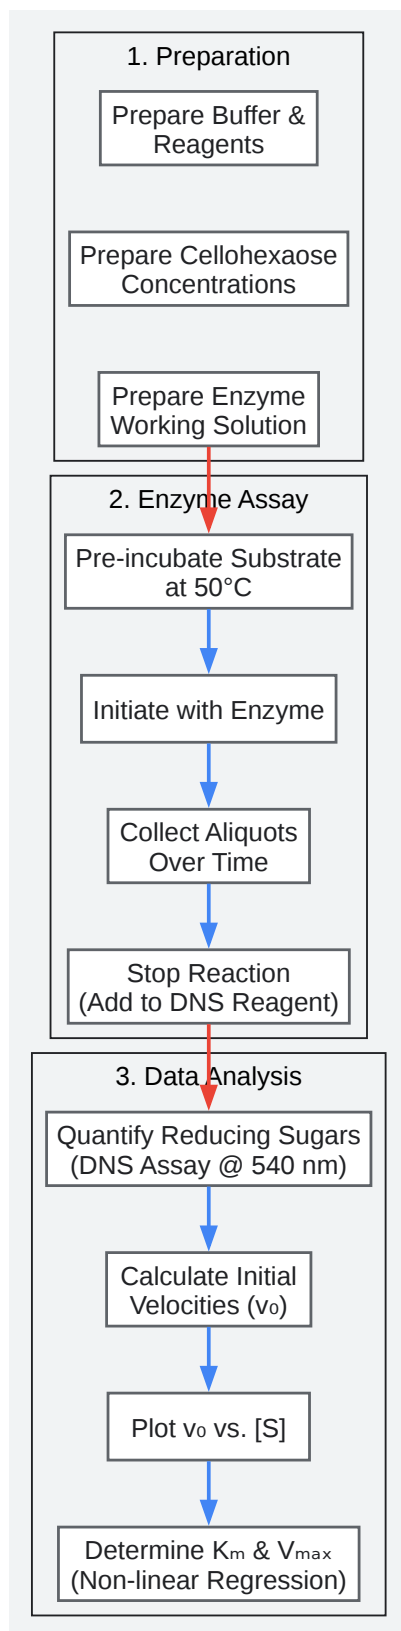 1. Preparation
Prepare Buffer &
Reagents
Prepare Cellohexaose
Concentrations
Prepare Enzyme
Working Solution
2. Enzyme Assay
Pre-incubate Substrate
at 50°C
Initiate with Enzyme
Collect Aliquots
Over Time
Stop Reaction
(Add to DNS Reagent)
3. Data Analysis
Quantify Reducing Sugars
(DNS Assay @ 540 nm)
Calculate Initial
Velocities (v₀)
Plot v₀ vs. [S]
Determine Kₘ & Vₘₐₓ
(Non-linear Regression)